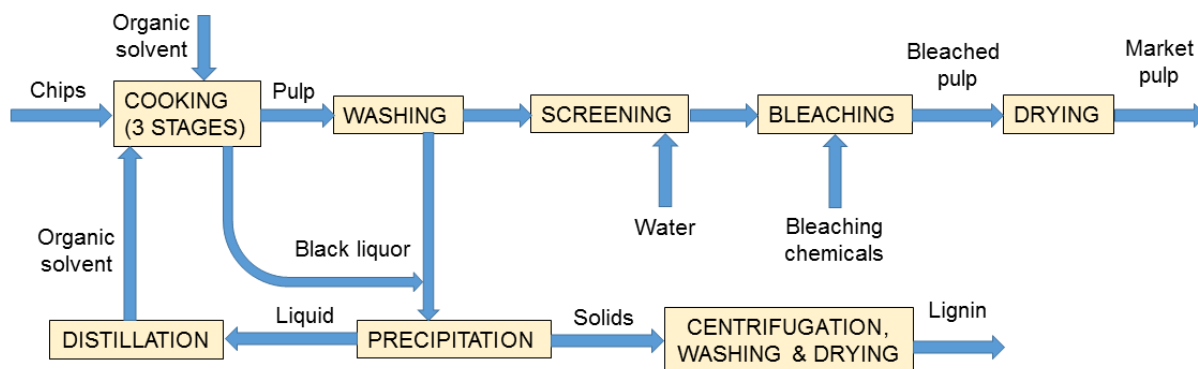 Organic
solvent
Chips
COOKING
(3 STAGES)
Pulp
WASHING
SCREENING
BLEACHING
Bleached
pulp
DRYING
Market
pulp
Organic
solvent
Black liquor
Water
Bleaching
chemicals
DISTILLATION
Liquid
PRECIPITATION
Solids
CENTRIFUGATION,
WASHING & DRYING
Lignin